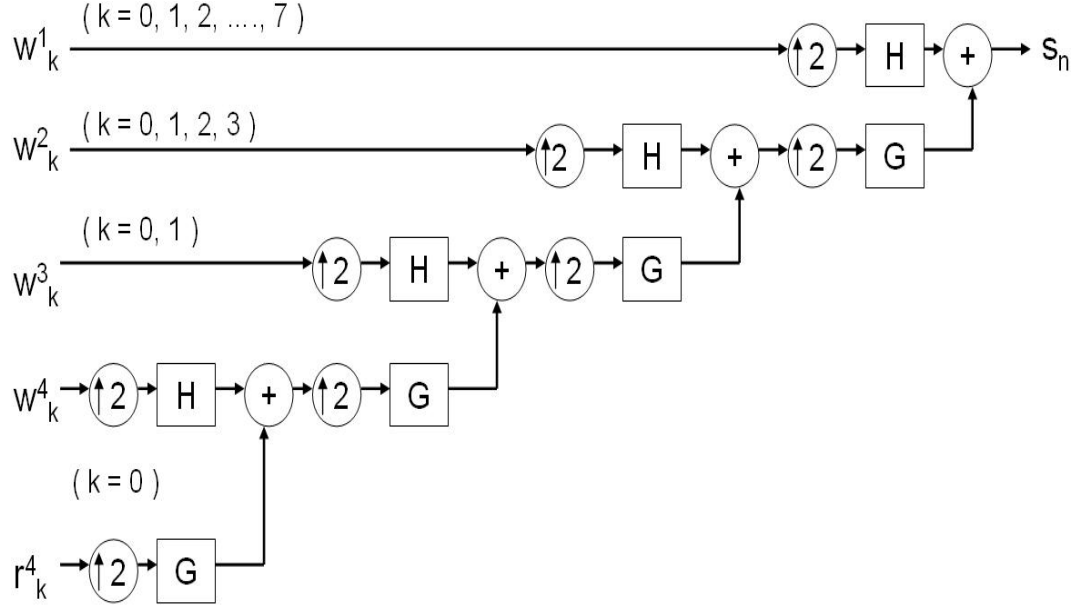 ( k = 0, 1, 2, …., 7 )
w¹ₖ ↑2 H + sₙ
( k = 0, 1, 2, 3 )
w²ₖ ↑2 H + ↑2 G
( k = 0, 1 )
w³ₖ ↑2 H + ↑2 G
w⁴ₖ ↑2 H + ↑2 G
( k = 0 )
r⁴ₖ ↑2 G